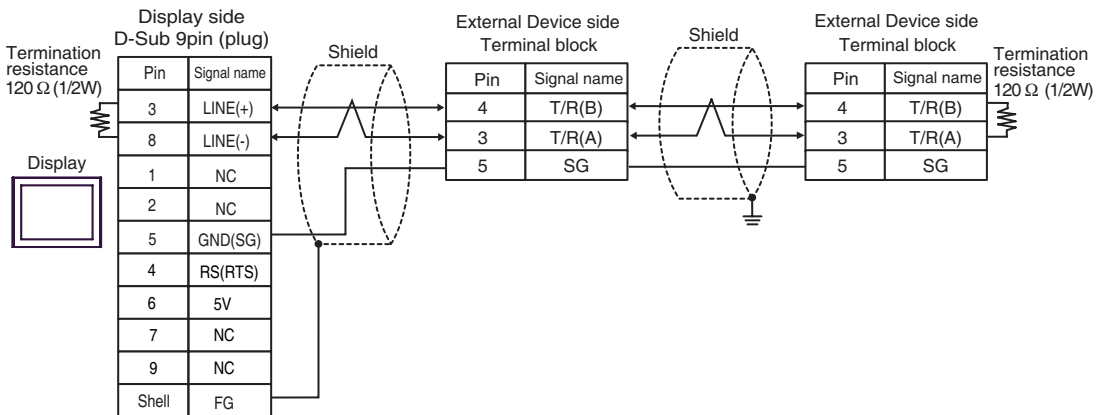 Display side
D-Sub 9pin (plug)
Termination
resistance
120 Ω (1/2W)
Display
Pin Signal name
3 LINE(+)
8 LINE(-)
1 NC
2 NC
5 GND(SG)
4 RS(RTS)
6 5V
7 NC
9 NC
Shell FG
Shield
External Device side
Terminal block
Pin Signal name
4 T/R(B)
3 T/R(A)
5 SG
Shield
External Device side
Terminal block
Pin Signal name
4 T/R(B)
3 T/R(A)
5 SG
Termination
resistance
120 Ω (1/2W)